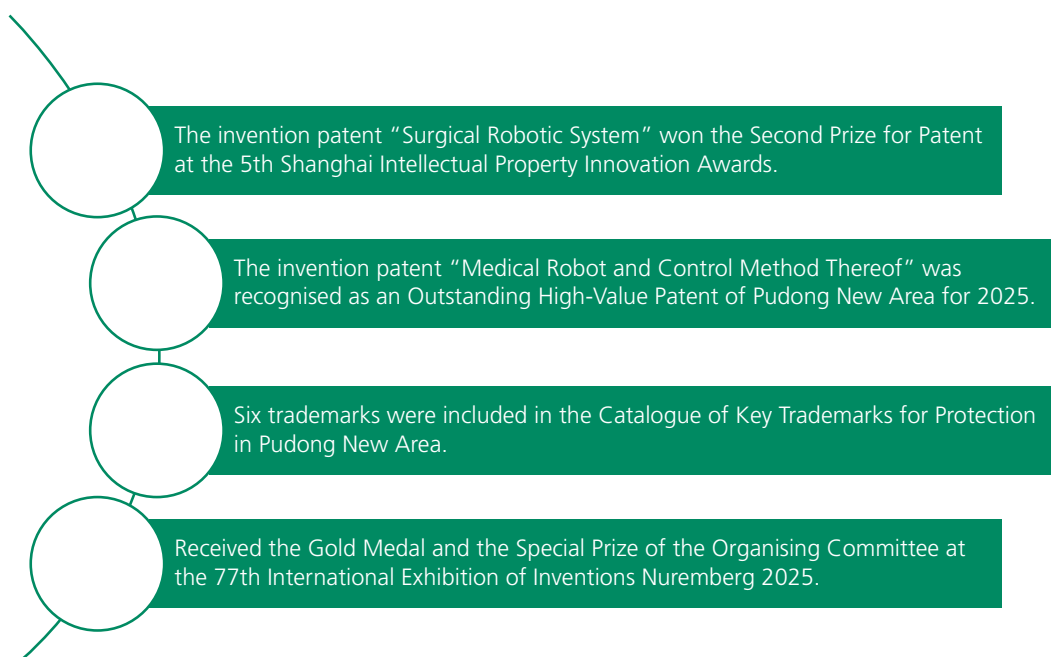 The invention patent “Surgical Robotic System” won the Second Prize for Patent
at the 5th Shanghai Intellectual Property Innovation Awards.
The invention patent “Medical Robot and Control Method Thereof” was
recognised as an Outstanding High-Value Patent of Pudong New Area for 2025.
Six trademarks were included in the Catalogue of Key Trademarks for Protection
in Pudong New Area.
Received the Gold Medal and the Special Prize of the Organising Committee at
the 77th International Exhibition of Inventions Nuremberg 2025.